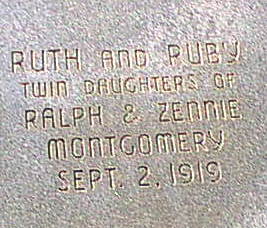 RUTH AND RUBY
TWIN DAUGHTERS OF
RALPH & ZENNIE
MONTGOMERY
SEPT. 2, 1919